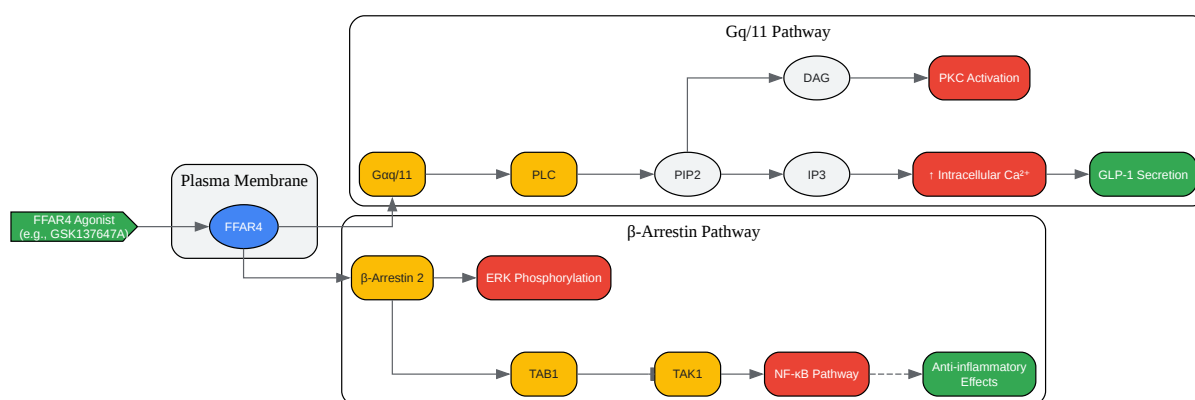 Gq/11 Pathway
DAG
PKC Activation
Plasma Membrane
Gαq/11
PLC
PIP2
IP3
↑ Intracellular Ca²⁺
GLP-1 Secretion
FFAR4 Agonist
(e.g., GSK137647A)
FFAR4
β-Arrestin Pathway
β-Arrestin 2
ERK Phosphorylation
TAB1
TAK1
NF-κB Pathway
Anti-inflammatory
Effects